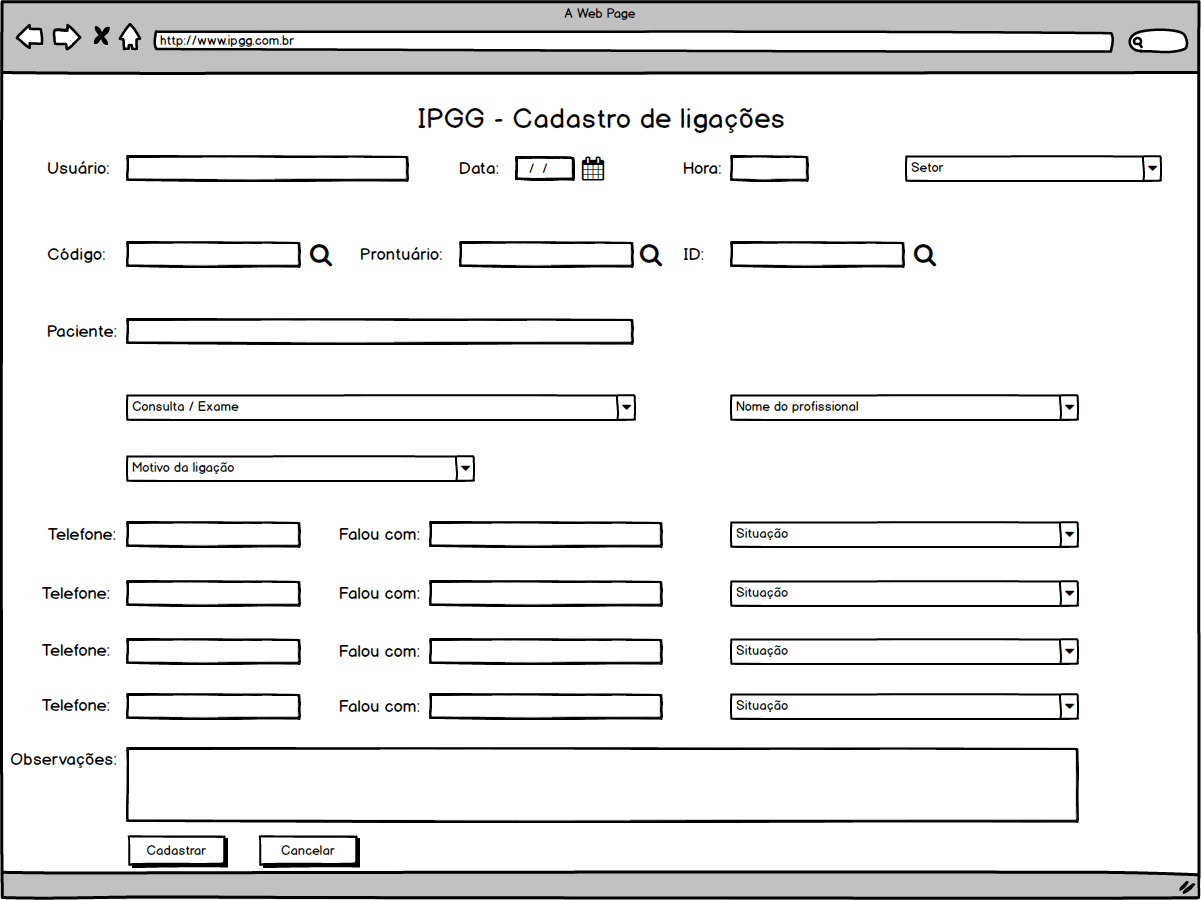 A Web Page
http://www.ipgg.com.br
IPGG - Cadastro de ligações
Usuário: Data: / / Hora: Setor
Código: Prontuário: ID:
Paciente:
Consulta / Exame Nome do profissional
Motivo da ligação
Telefone: Falou com: Situação
Telefone: Falou com: Situação
Telefone: Falou com: Situação
Telefone: Falou com: Situação
Observações:
Cadastrar Cancelar